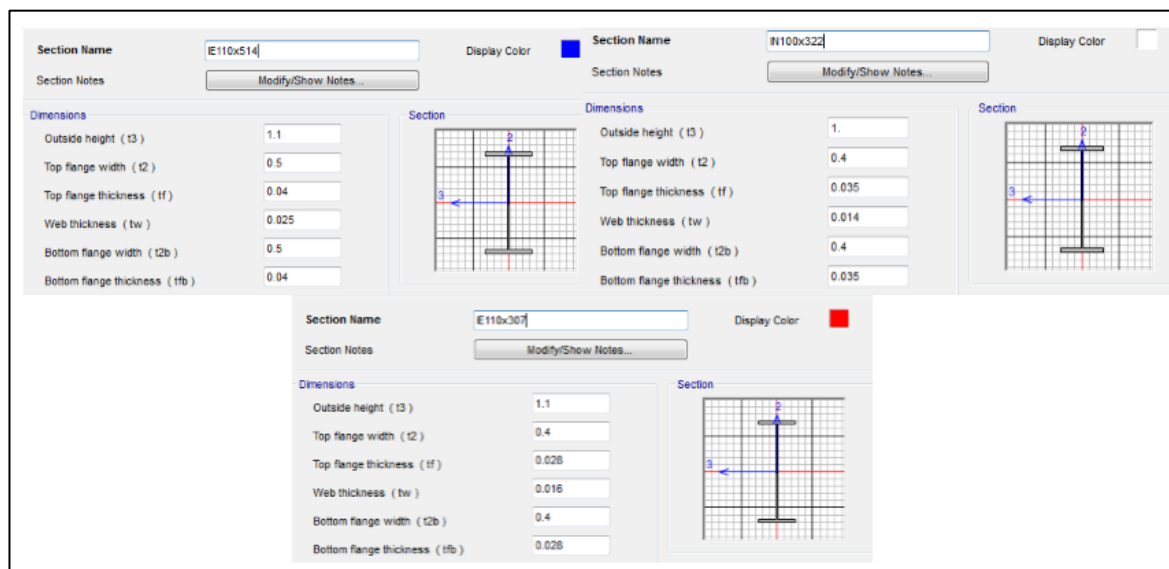 Section Name IE110x514 Display Color
Section Notes Modify/Show Notes...
Dimensions Section
Outside height ( t3 ) 1.1
Top flange width ( t2 ) 0.5
Top flange thickness ( tf ) 0.04
Web thickness ( tw ) 0.025
Bottom flange width ( t2b ) 0.5
Bottom flange thickness ( tfb ) 0.04
2
3
Section Name IN100x322 Display Color
Section Notes Modify/Show Notes...
Dimensions Section
Outside height ( t3 ) 1.
Top flange width ( t2 ) 0.4
Top flange thickness ( tf ) 0.035
Web thickness ( tw ) 0.014
Bottom flange width ( t2b ) 0.4
Bottom flange thickness ( tfb ) 0.035
2
3
Section Name IE110x307 Display Color
Section Notes Modify/Show Notes...
Dimensions Section
Outside height ( t3 ) 1.1
Top flange width ( t2 ) 0.4
Top flange thickness ( tf ) 0.028
Web thickness ( tw ) 0.016
Bottom flange width ( t2b ) 0.4
Bottom flange thickness ( tfb ) 0.028
2
3